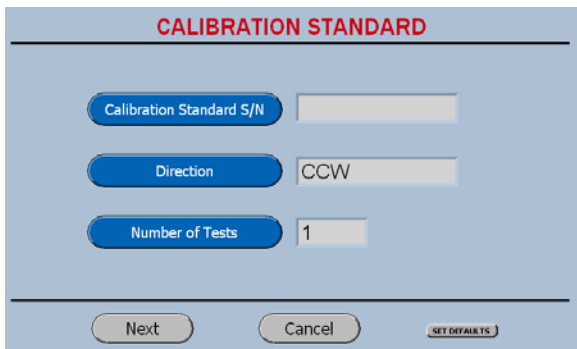 CALIBRATION STANDARD
Calibration Standard S/N
Direction CCW
Number of Tests 1
Next Cancel SET DEFAULTS